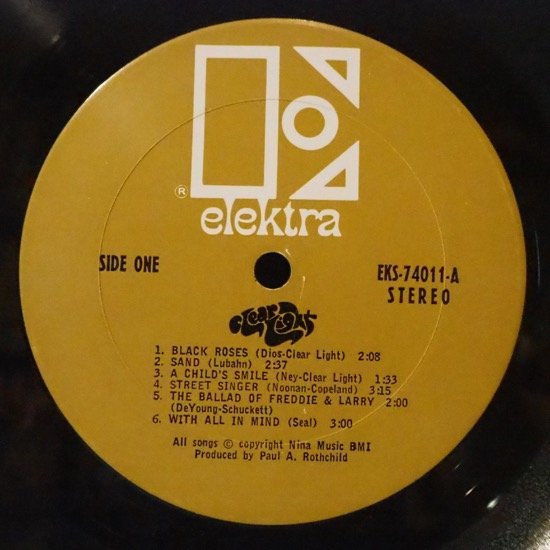 ®
elektra
SIDE ONE
EKS-74011-A
STEREO
Clear Light
1. BLACK ROSES (Dios-Clear Light) 2:08
2. SAND (Lubahn) 2:37
3. A CHILD'S SMILE (Ney-Clear Light) 1:33
4. STREET SINGER (Noonan-Copeland) 3:15
5. THE BALLAD OF FREDDIE & LARRY 2:00
(DeYoung-Schuckett)
6. WITH ALL IN MIND (Seal) 3:00
All songs © copyright Nina Music BMI
Produced by Paul A. Rothchild